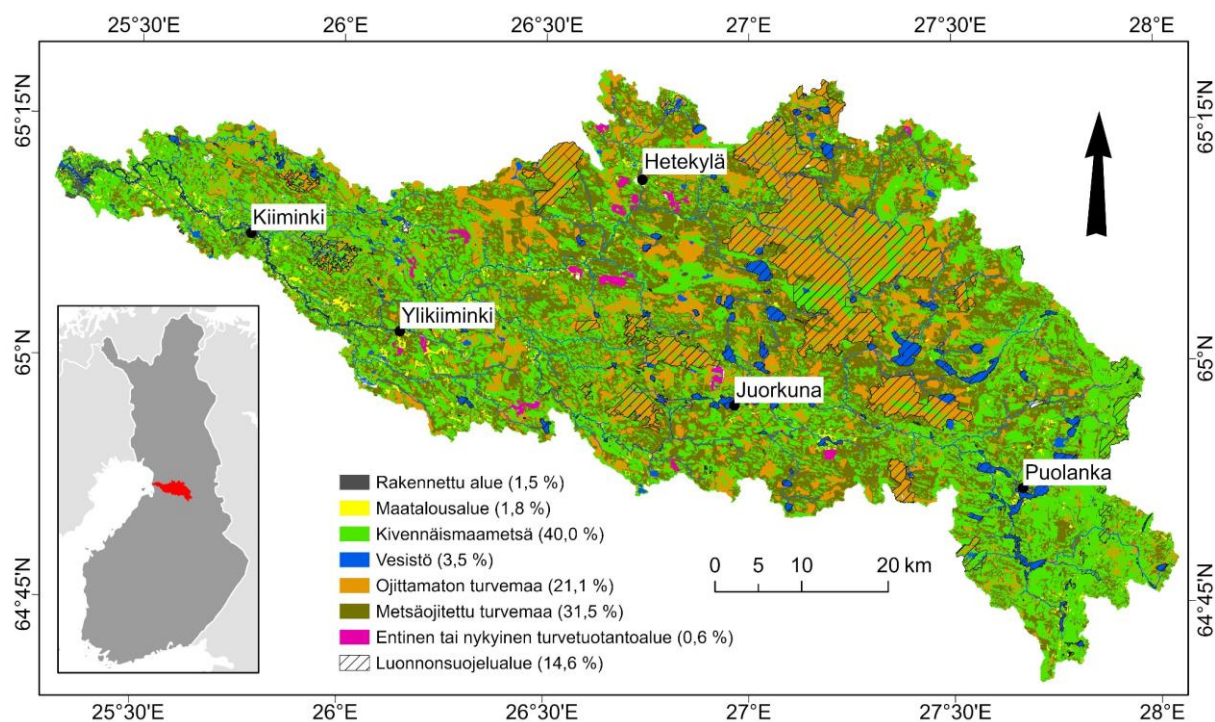 25°30'E 26°E 26°30'E 27°E 27°30'E 28°E
65°15'N 65°15'N
Hetekylä
Kiiminki
Ylikiiminki
65°N 65°N
Juorkuna
Puolanka
Rakennettu alue (1,5 %)
Maatalousalue (1,8 %)
Kivennäismaametsä (40,0 %)
Vesistö (3,5 %)
Ojittamaton turvemaa (21,1 %)
Metsäojitettu turvemaa (31,5 %)
Entinen tai nykyinen turvetuotantoalue (0,6 %)
Luonnonsuojelualue (14,6 %)
0 5 10 20 km
64°45'N 64°45'N
25°30'E 26°E 26°30'E 27°E 27°30'E 28°E